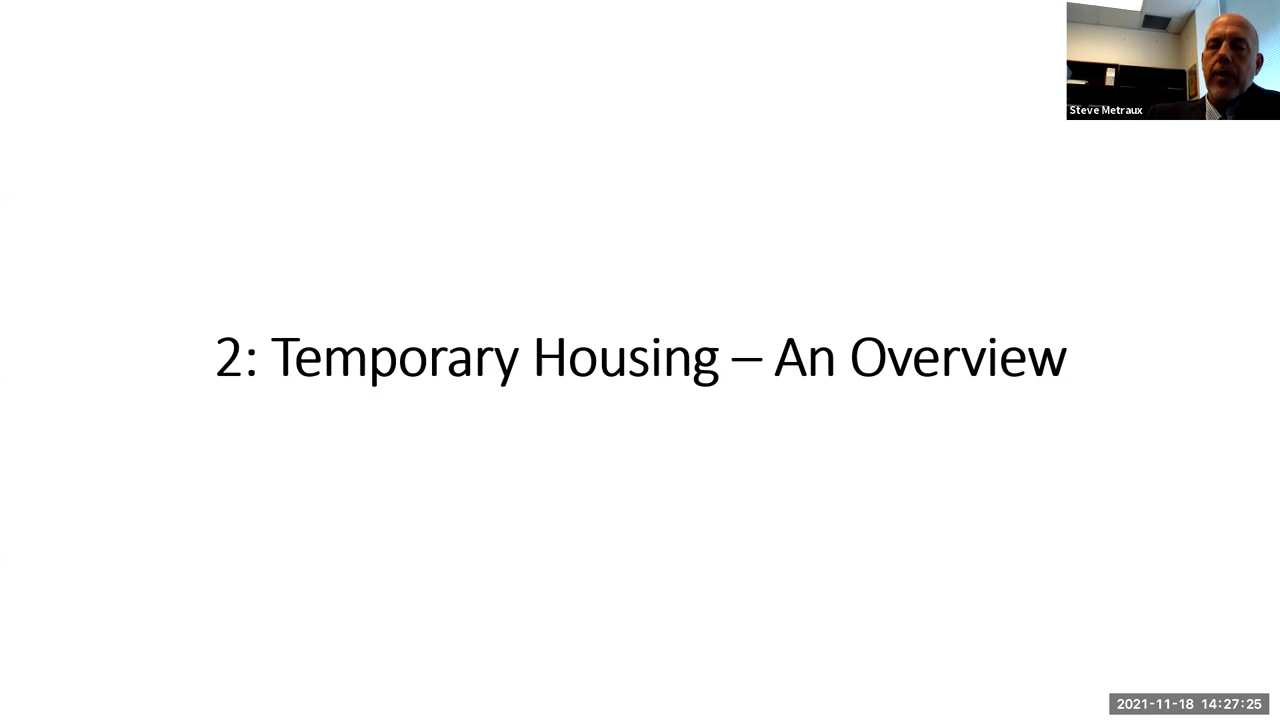 Steve Metraux
2: Temporary Housing – An Overview
2021-11-18 14:27:25